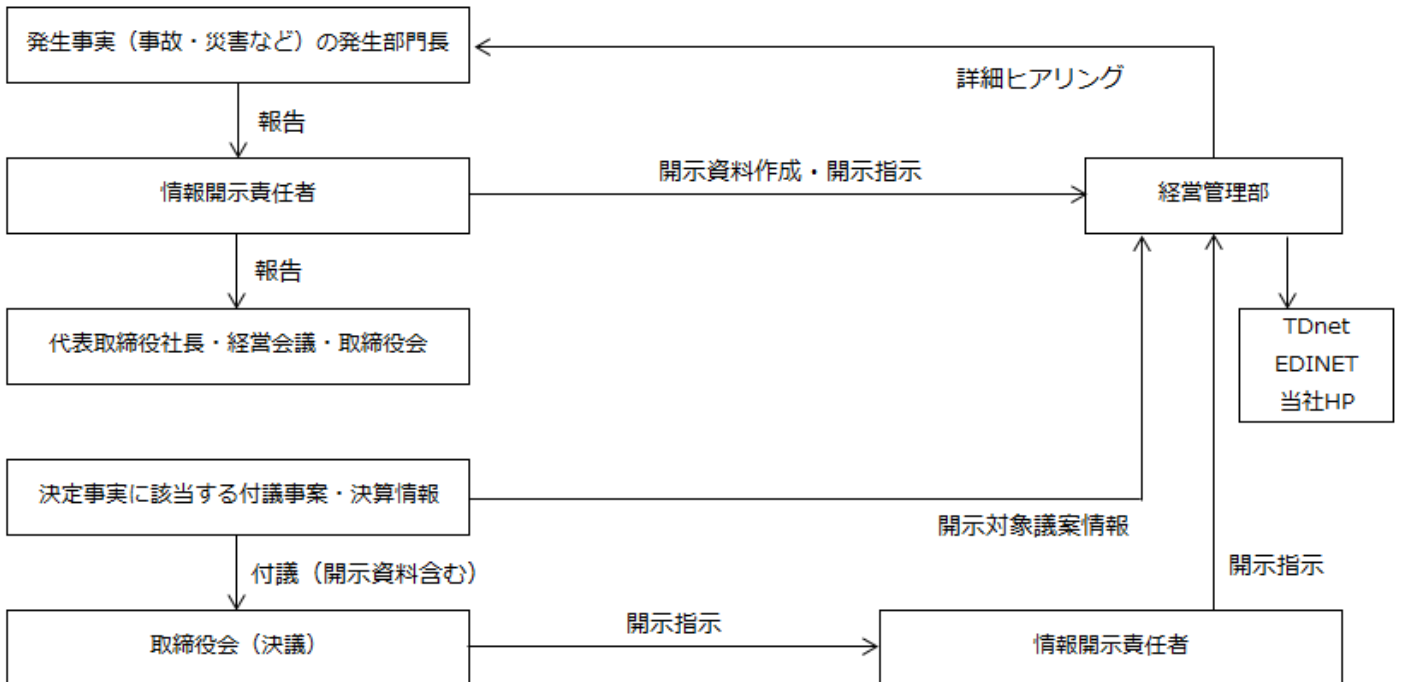 発生事実（事故・災害など）の発生部門長
詳細ヒアリング
報告
情報開示責任者
開示資料作成・開示指示
経営管理部
報告
代表取締役社長・経営会議・取締役会
TDnet
EDINET
当社HP
決定事実に該当する付議事案・決算情報
開示対象議案情報
付議（開示資料含む）
開示指示
取締役会（決議）
開示指示
情報開示責任者